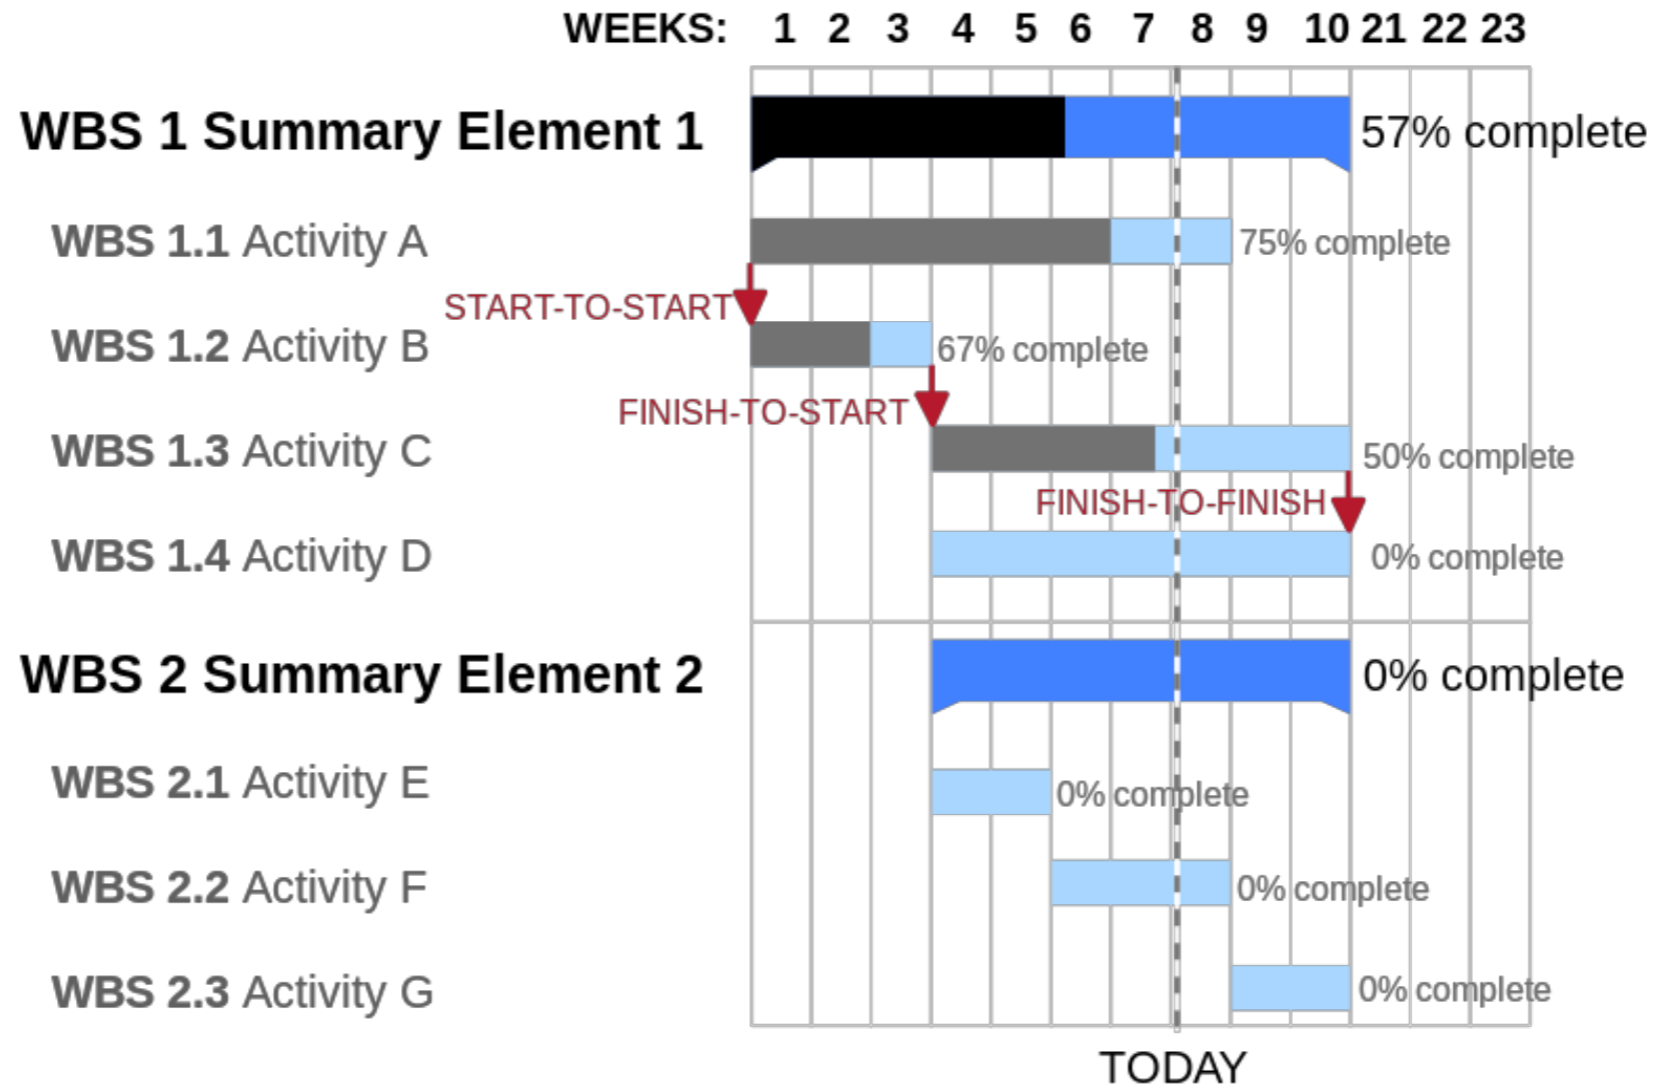 WEEKS: 1 2 3 4 5 6 7 8 9 10 21 22 23
WBS 1 Summary Element 1 57% complete
WBS 1.1 Activity A 75% complete
START-TO-START
WBS 1.2 Activity B 67% complete
FINISH-TO-START
WBS 1.3 Activity C 50% complete
FINISH-TO-FINISH
WBS 1.4 Activity D 0% complete
WBS 2 Summary Element 2 0% complete
WBS 2.1 Activity E 0% complete
WBS 2.2 Activity F 0% complete
WBS 2.3 Activity G 0% complete
TODAY